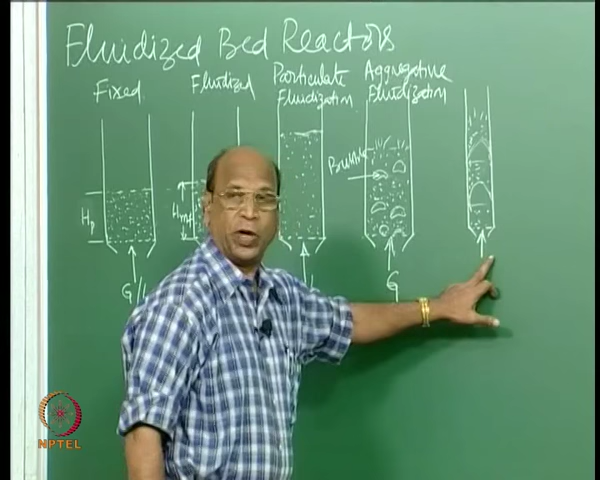 Fluidized Bed Reactors
Fixed
Fluidized
Particulate
Fluidization
Aggregative
Fluidization
Bubble
Hp
Hmf
G/L
L
G
NPTEL